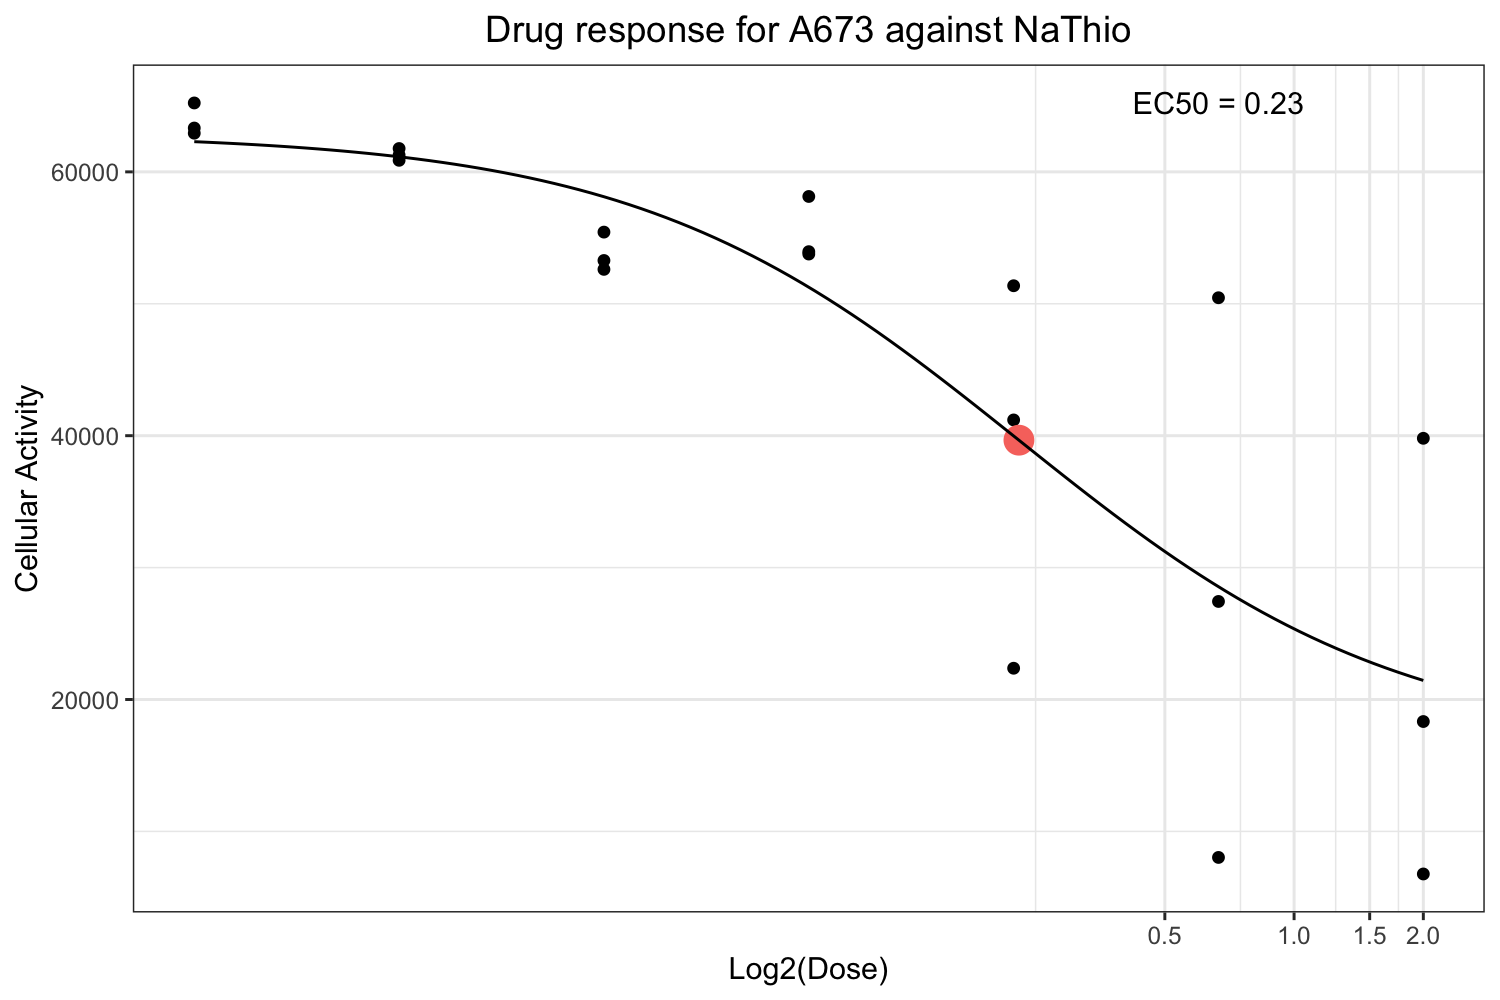 Drug response for A673 against NaThio
EC50 = 0.23
60000
40000
20000
Cellular Activity
0.5 1.0 1.5 2.0
Log2(Dose)